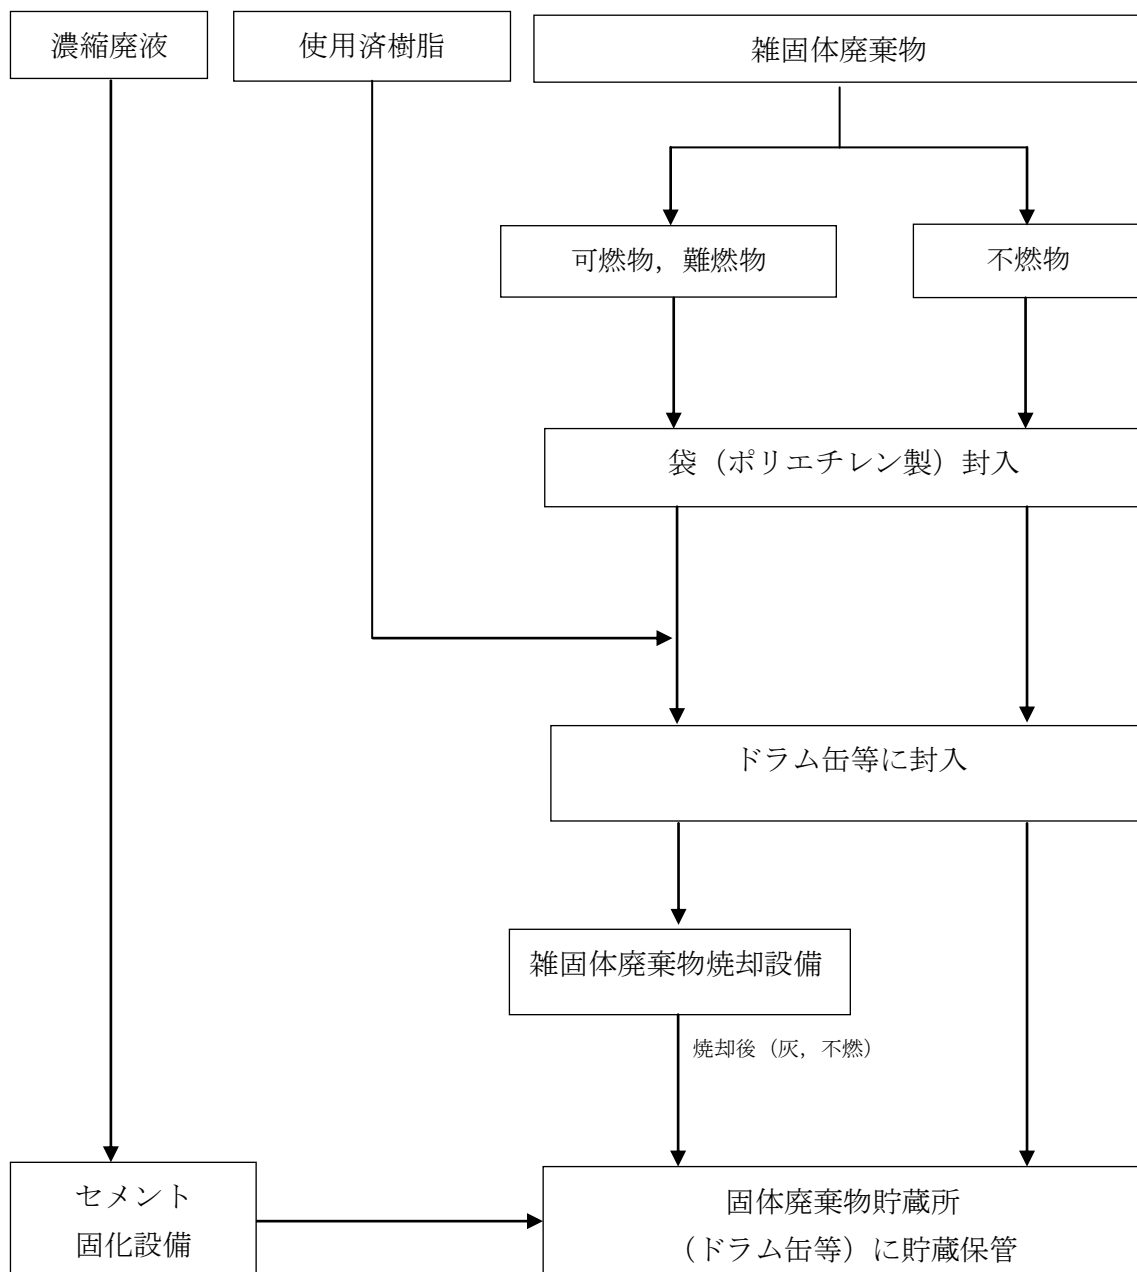 濃縮廃液
使用済樹脂
雑固体廃棄物
可燃物，難燃物
不燃物
袋（ポリエチレン製）封入
ドラム缶等に封入
雑固体廃棄物焼却設備
焼却後（灰，不燃）
セメント
固化設備
固体廃棄物貯蔵所
（ドラム缶等）に貯蔵保管